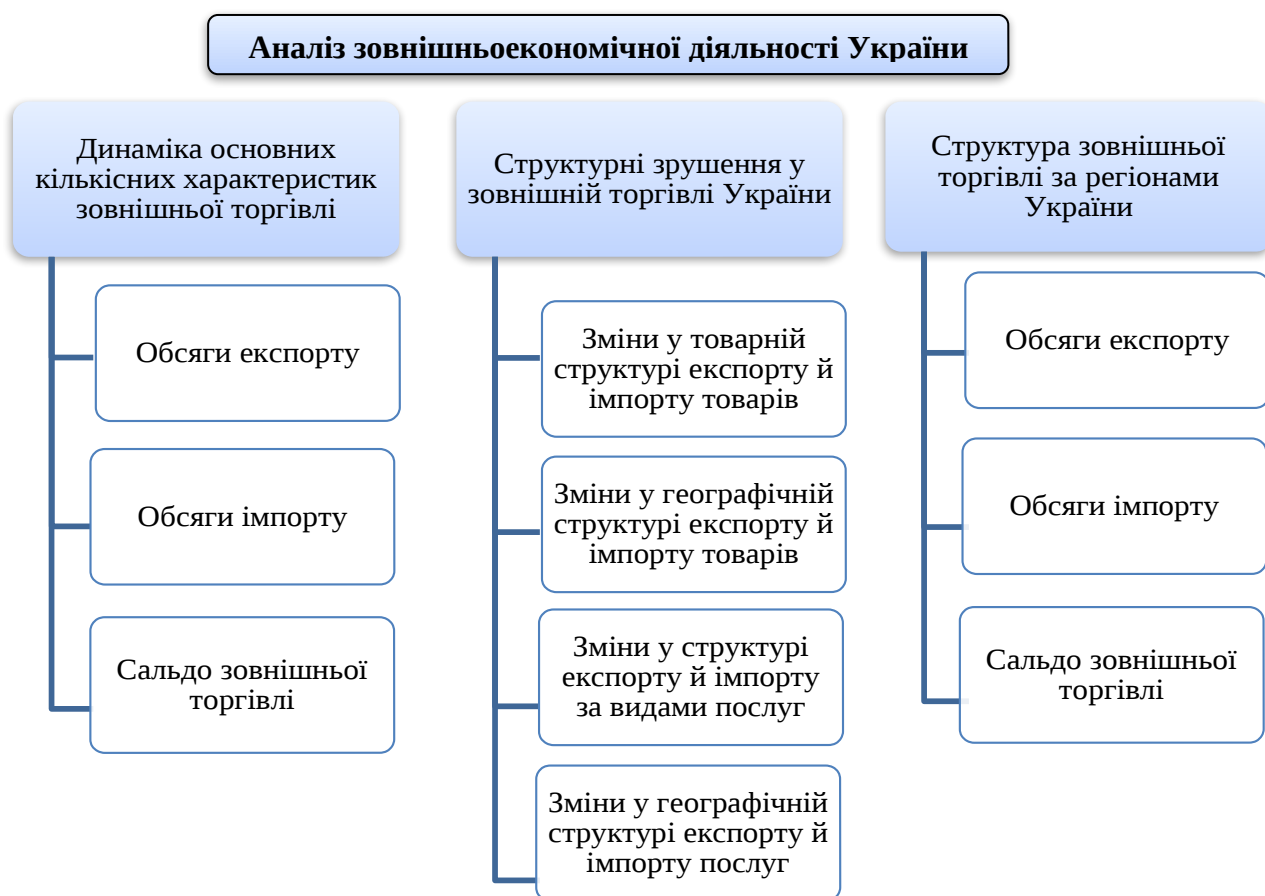 Аналіз зовнішньоекономічної діяльності України
Динаміка основних
кількісних характеристик
зовнішньої торгівлі
Обсяги експорту
Обсяги імпорту
Сальдо зовнішньої
торгівлі
Структурні зрушення у
зовнішній торгівлі України
Зміни у товарній
структурі експорту й
імпорту товарів
Зміни у географічній
структурі експорту й
імпорту товарів
Зміни у структурі
експорту й імпорту
за видами послуг
Зміни у географічній
структурі експорту й
імпорту послуг
Структура зовнішньої
торгівлі за регіонами
України
Обсяги експорту
Обсяги імпорту
Сальдо зовнішньої
торгівлі